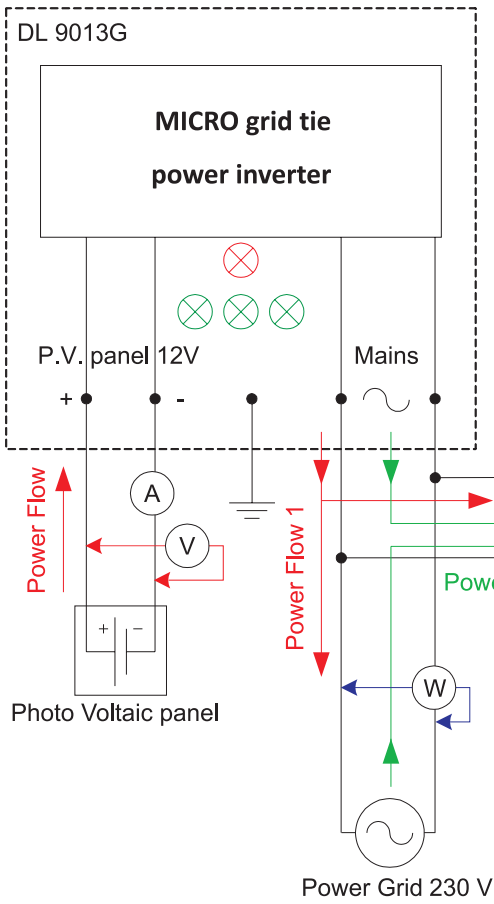 DL 9013G
MICRO grid tie
power inverter
P.V. panel 12V
Mains
+
-
A
V
Power Flow
Power Flow 1
Powe
+ −
Photo Voltaic panel
W
Power Grid 230 V